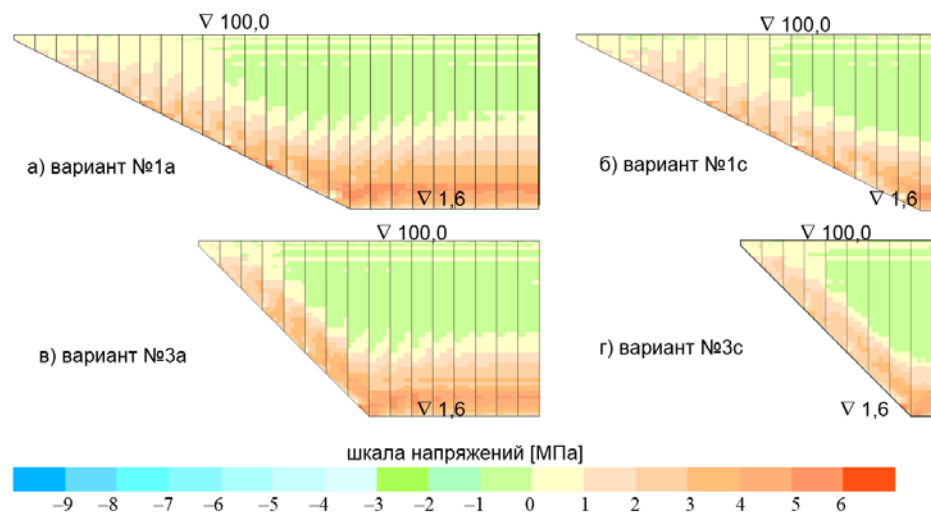 ∇ 100,0
∇ 100,0
а) вариант №1а
б) вариант №1с
∇ 1,6
∇ 1,6
∇ 100,0
∇ 100,0
в) вариант №3а
г) вариант №3с
∇ 1,6
∇ 1,6
шкала напряжений [МПа]
–9 –8 –7 –6 –5 –4 –3 –2 –1 0 1 2 3 4 5 6